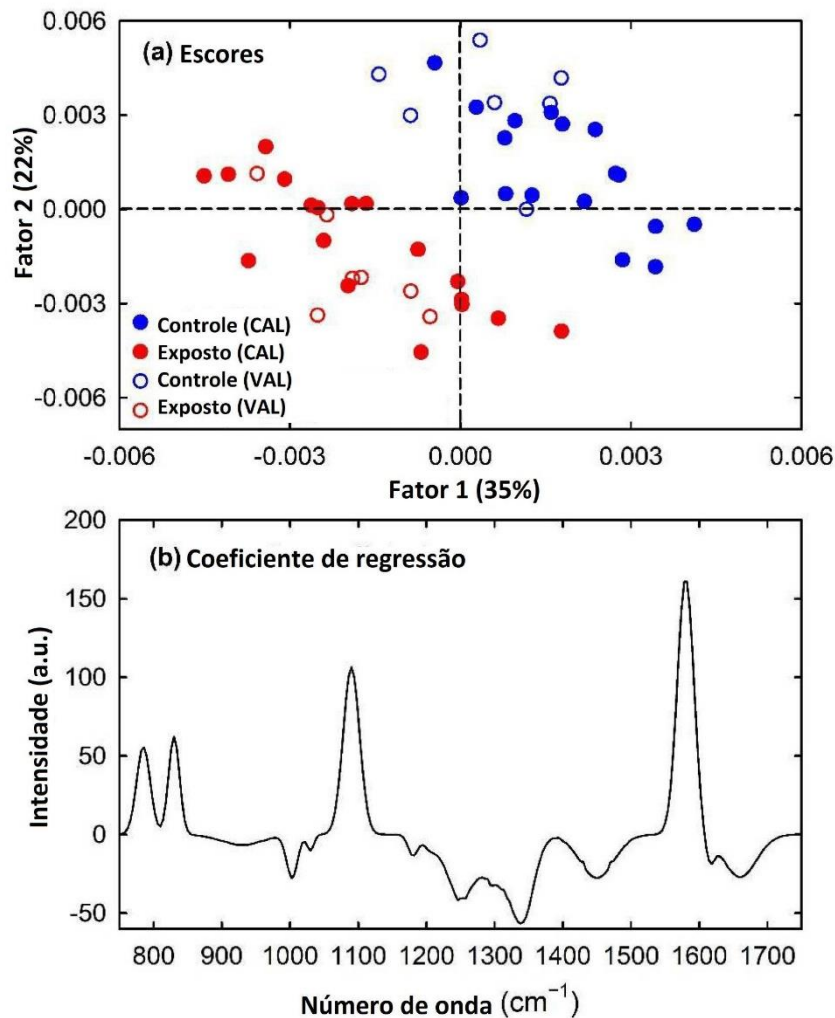 0.006
(a) Escores
0.003
0.000
-0.003
-0.006
Fator 2 (22%)
Controle (CAL)
Exposto (CAL)
Controle (VAL)
Exposto (VAL)
-0.006 -0.003 0.000 0.003 0.006
Fator 1 (35%)
200
(b) Coeficiente de regressão
150
100
50
0
-50
Intensidade (a.u.)
800 900 1000 1100 1200 1300 1400 1500 1600 1700
Número de onda (cm⁻¹)